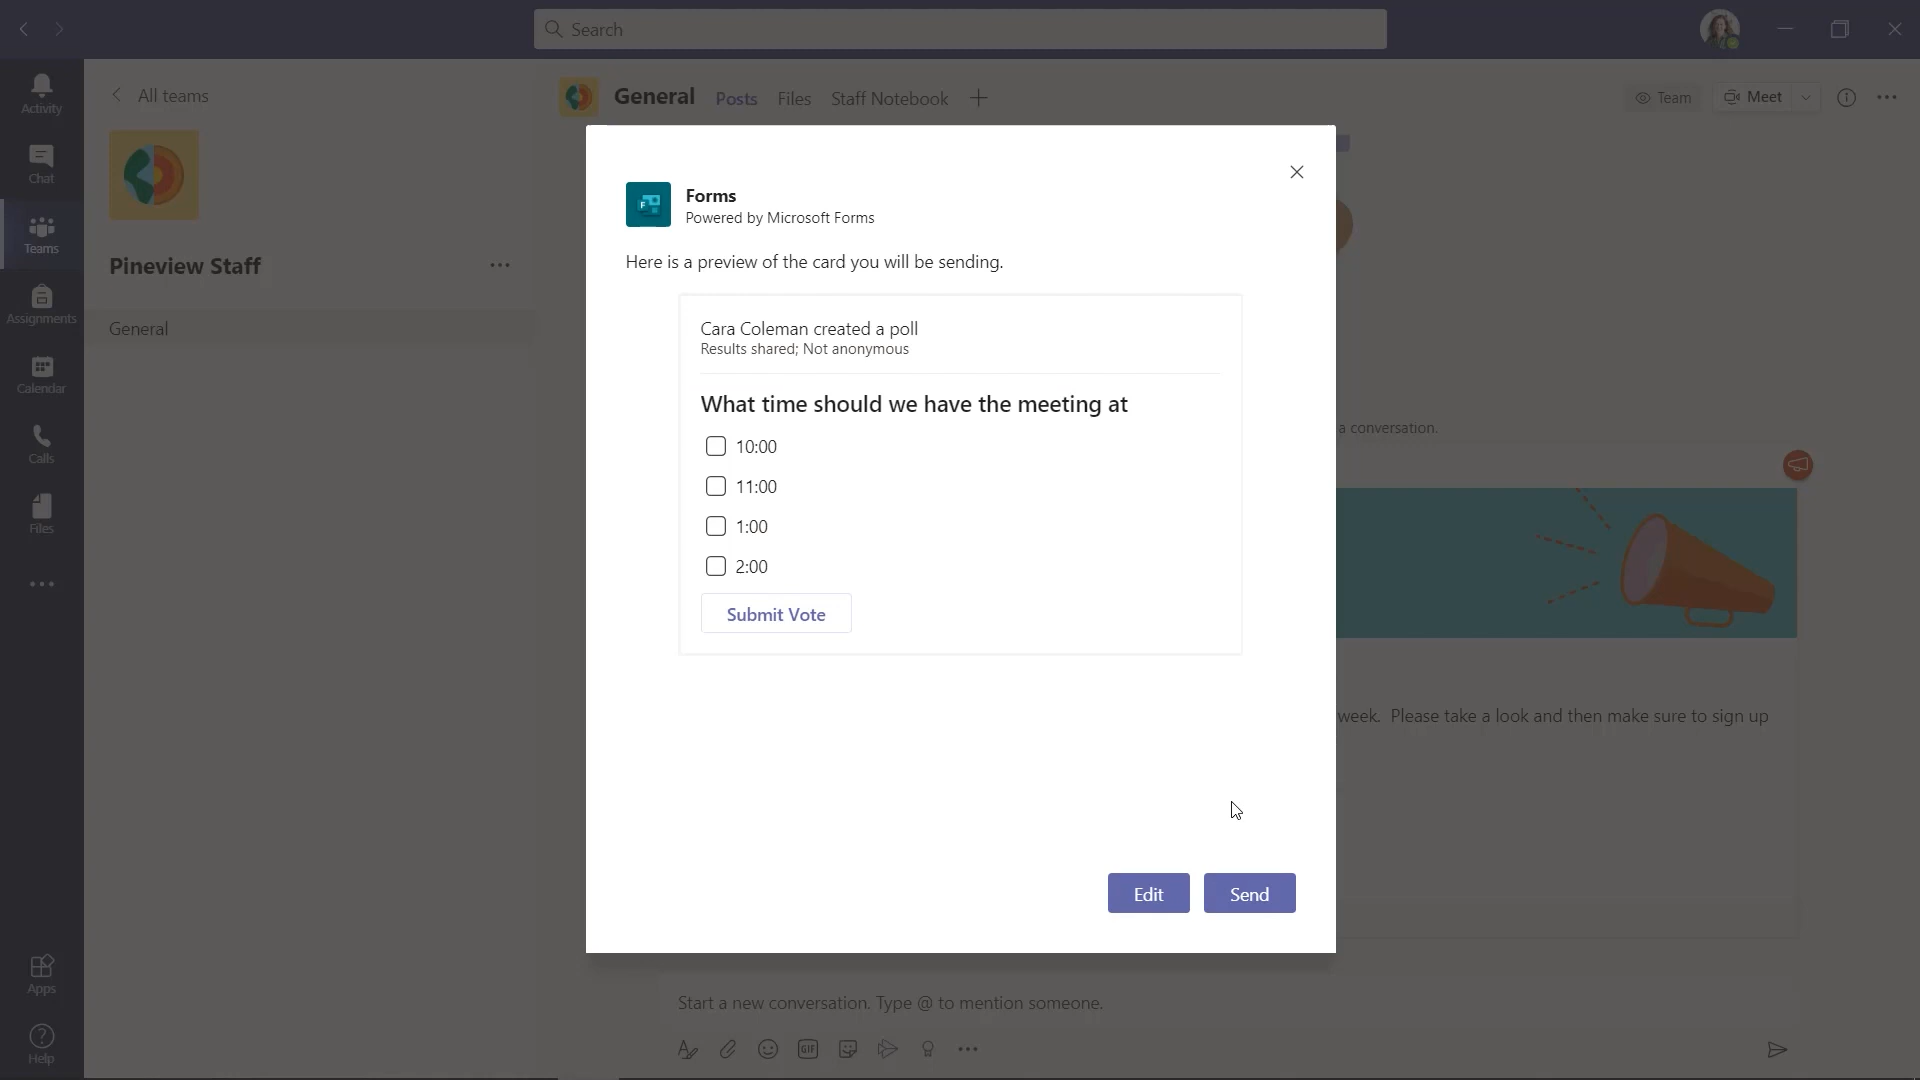 Search
Activity
Chat
Teams
Assignments
Calendar
Calls
Files
Apps
Help
All teams
Pineview Staff
General
General Posts Files Staff Notebook
Team Meet
Forms
Powered by Microsoft Forms
Here is a preview of the card you will be sending.
Cara Coleman created a poll
Results shared; Not anonymous
What time should we have the meeting at
10:00
11:00
1:00
2:00
Submit Vote
Edit Send
a conversation.
week. Please take a look and then make sure to sign up
Start a new conversation. Type @ to mention someone.
GIF